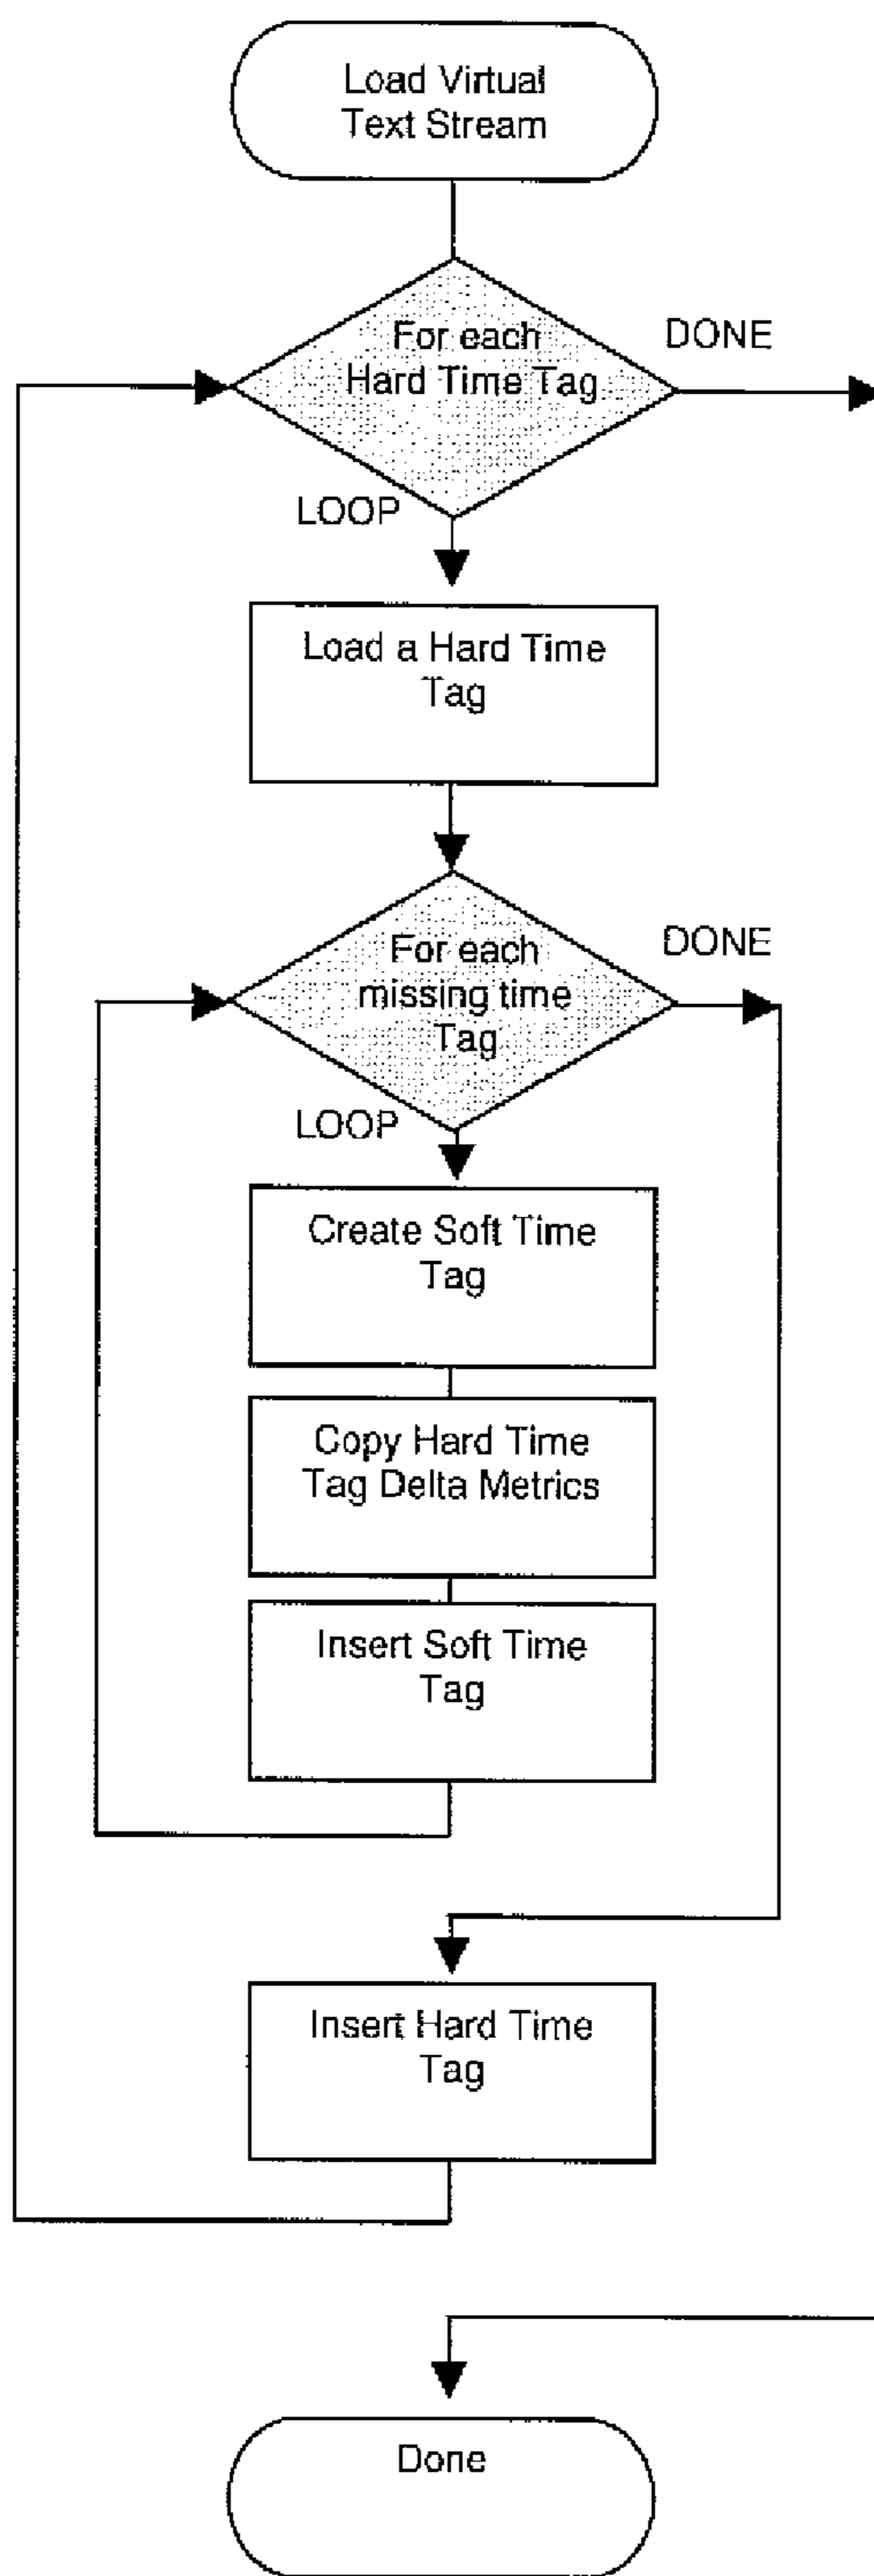 Load Virtual
Text Stream
For each
Hard Time Tag
DONE
LOOP
Load a Hard Time
Tag
For each
missing time
Tag
DONE
LOOP
Create Soft Time
Tag
Copy Hard Time
Tag Delta Metrics
Insert Soft Time
Tag
Insert Hard Time
Tag
Done